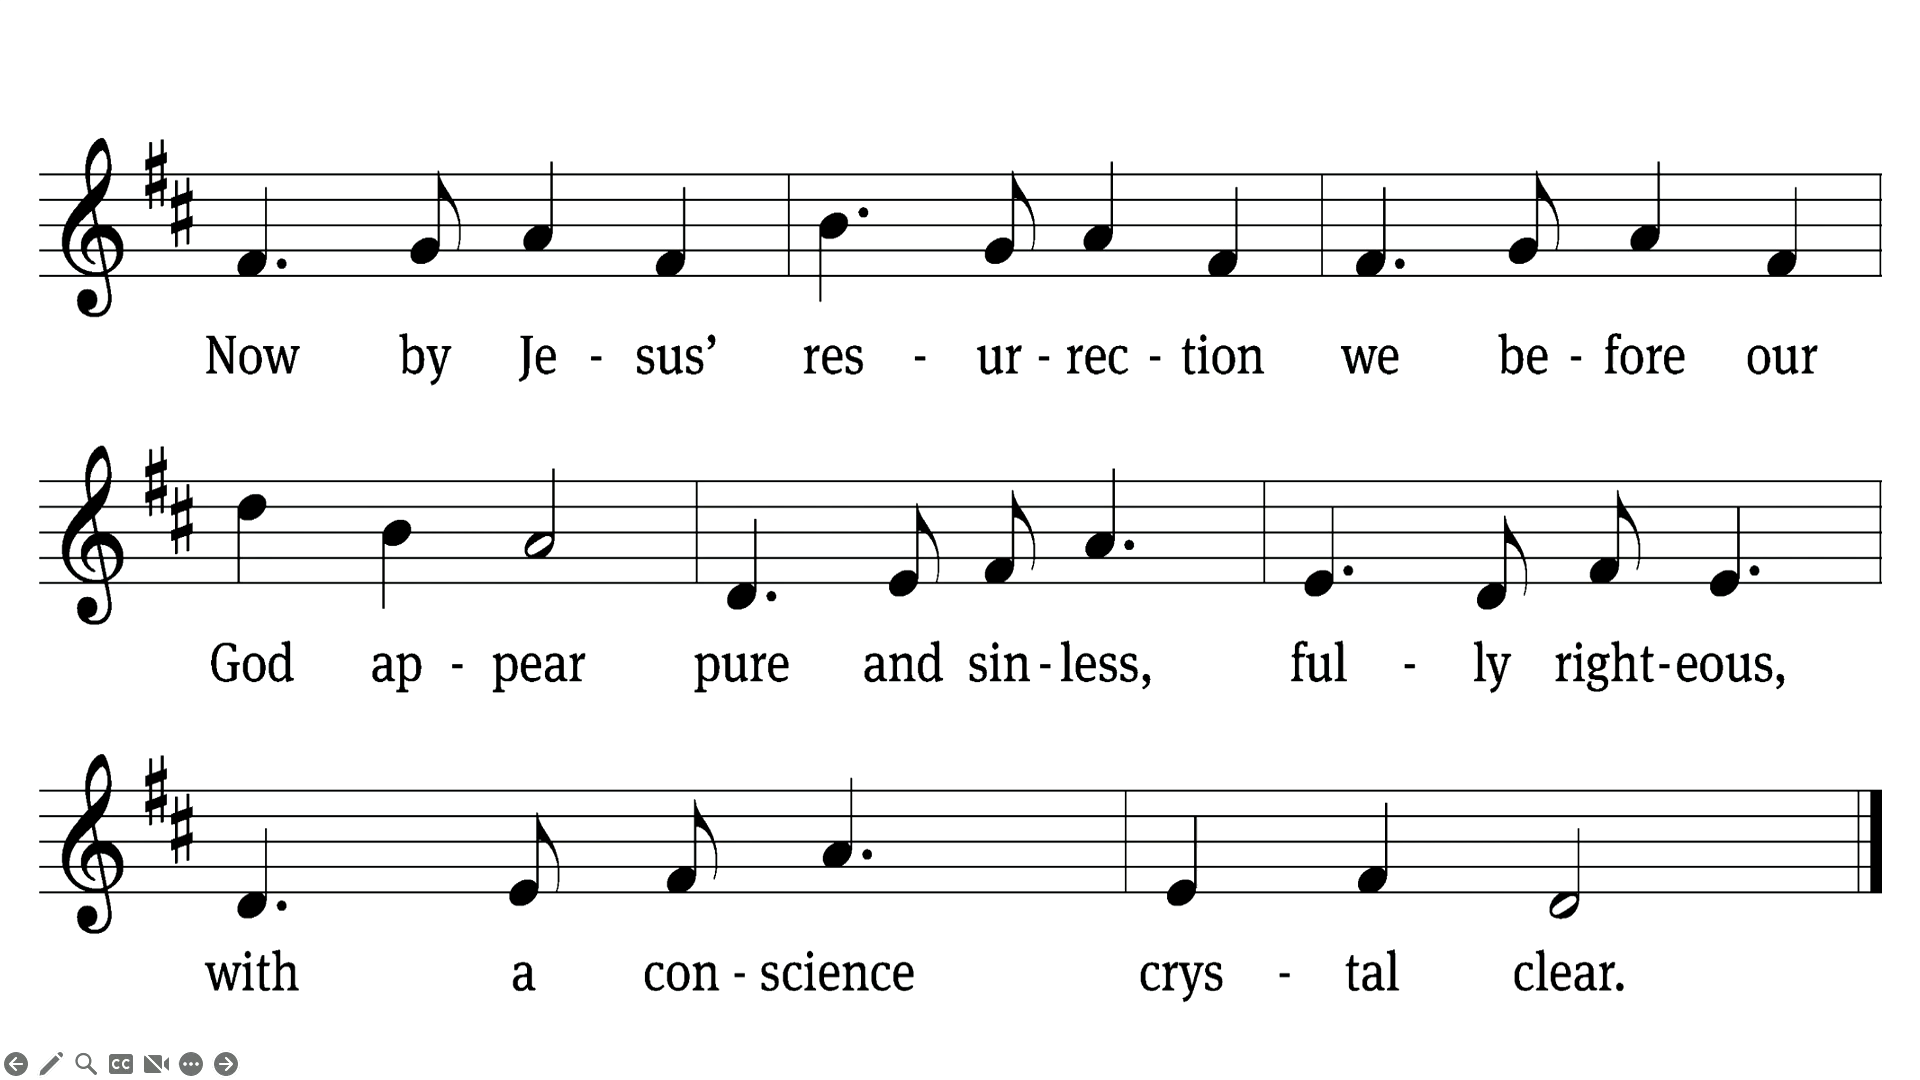 Now by Je - sus’ res - ur - rec - tion we be - fore our
God ap - pear pure and sin - less, ful - ly right - eous,
with a con - science crys - tal clear.
CC